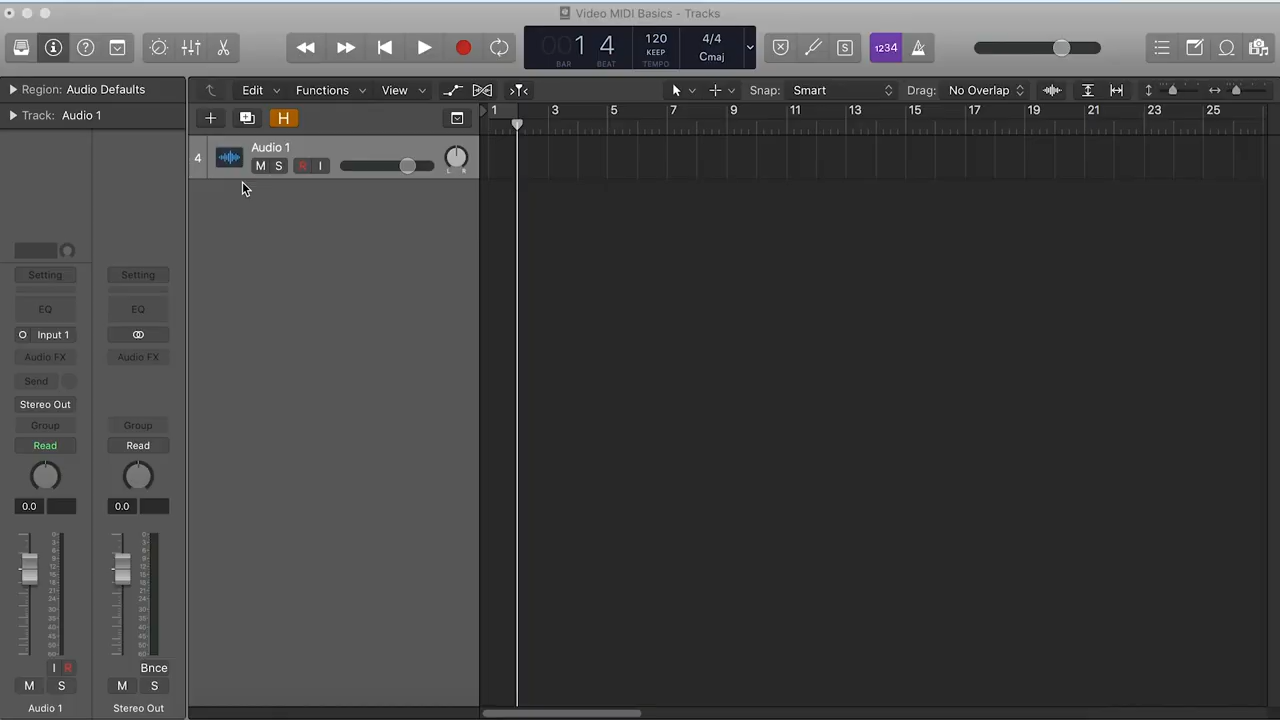 Video MIDI Basics - Tracks
001 4 120 4/4
KEEP Cmaj
BAR BEAT TEMPO
S 1234
Region: Audio Defaults
Edit Functions View Snap: Smart Drag: No Overlap
Track: Audio 1
H
1 3 5 7 9 11 13 15 17 19 21 23 25
4 Audio 1
M S R I
L R
Setting Setting
EQ EQ
Input 1
Audio FX Audio FX
Send
Stereo Out
Group Group
Read Read
0.0 0.0
I R Bnce
M S M S
Audio 1 Stereo Out